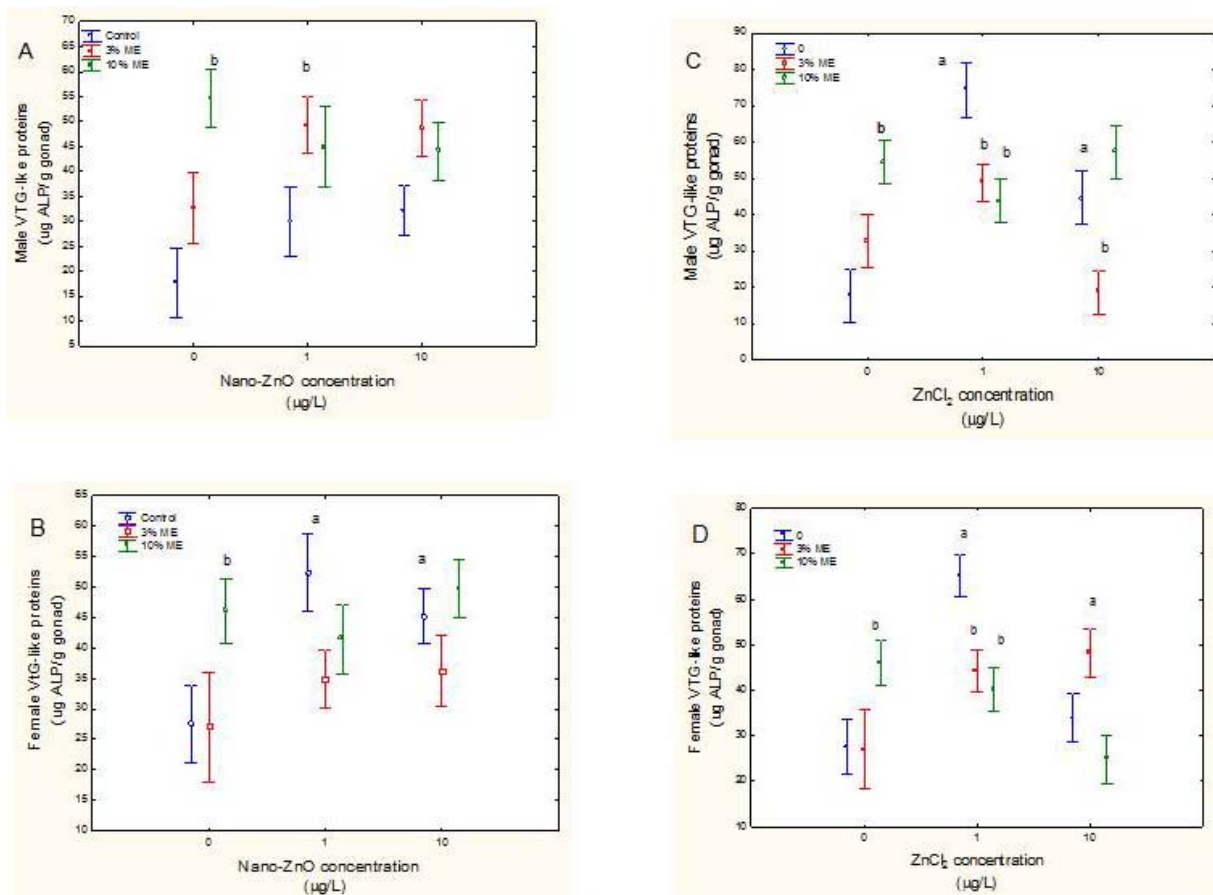 A
Control
3% ME
10% ME
Male VTG-like proteins
(ug ALP/g gonad)
70
65
60
55
50
45
40
35
30
25
20
15
10
5
b
b
0
1
10
Nano-ZnO concentration
(µg/L)
C
0
3% ME
10% ME
Male VTG-like proteins
(ug ALP/g gonad)
90
80
70
60
50
40
30
20
10
0
b
a
b
b
a
b
0
1
10
ZnCl₂ concentration
(µg/L)
B
Control
3% ME
10% ME
Female VtG-like proteins
(ug ALP/g gonad)
65
60
55
50
45
40
35
30
25
20
15
10
b
a
a
0
1
10
Nano-ZnO concentration
(µg/L)
D
0
3% ME
10% ME
Female VTG-like proteins
(ug ALP/g gonad)
80
70
60
50
40
30
20
10
b
a
b
b
a
0
1
10
ZnCl₂ concentration
(µg/L)